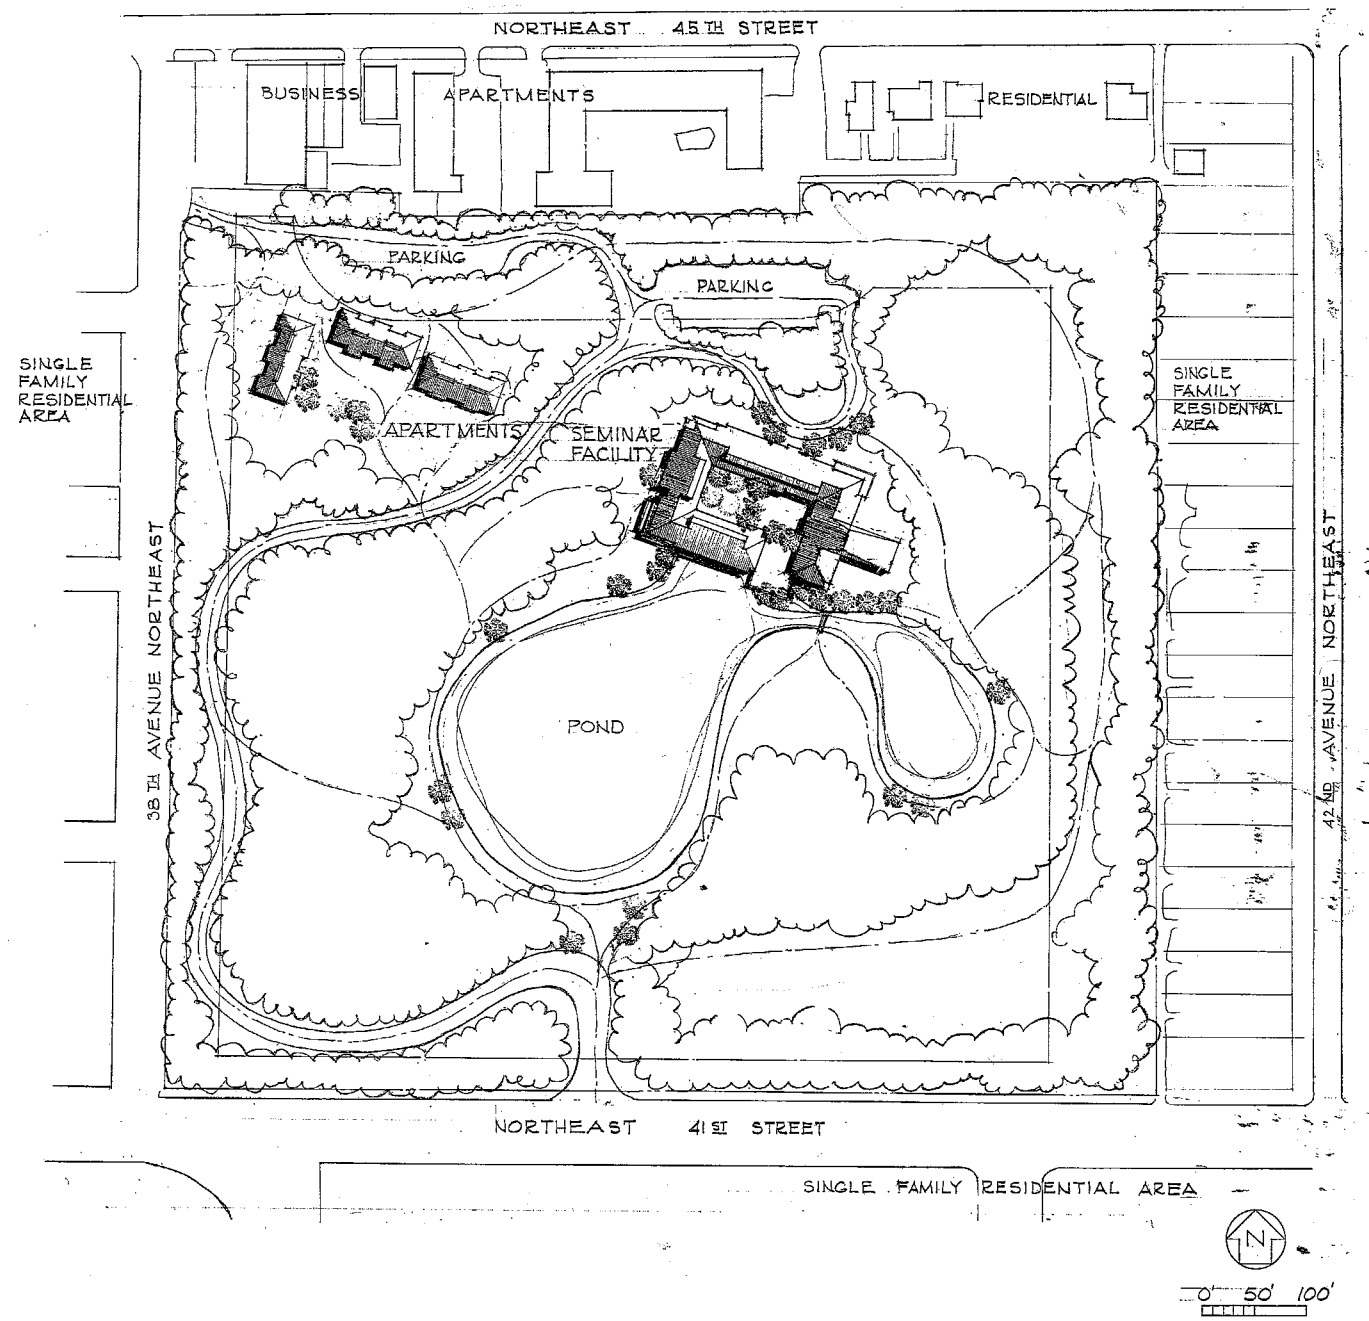 NORTHEAST 45TH STREET
BUSINESS
APARTMENTS
RESIDENTIAL
PARKING
PARKING
SINGLE
FAMILY
RESIDENTIAL
AREA
SINGLE
FAMILY
RESIDENTIAL
AREA
APARTMENTS
SEMINAR
FACILITY
38TH AVENUE NORTHEAST
42ND AVENUE NORTHEAST
POND
NORTHEAST 41ST STREET
SINGLE FAMILY RESIDENTIAL AREA
N
0' 50' 100'